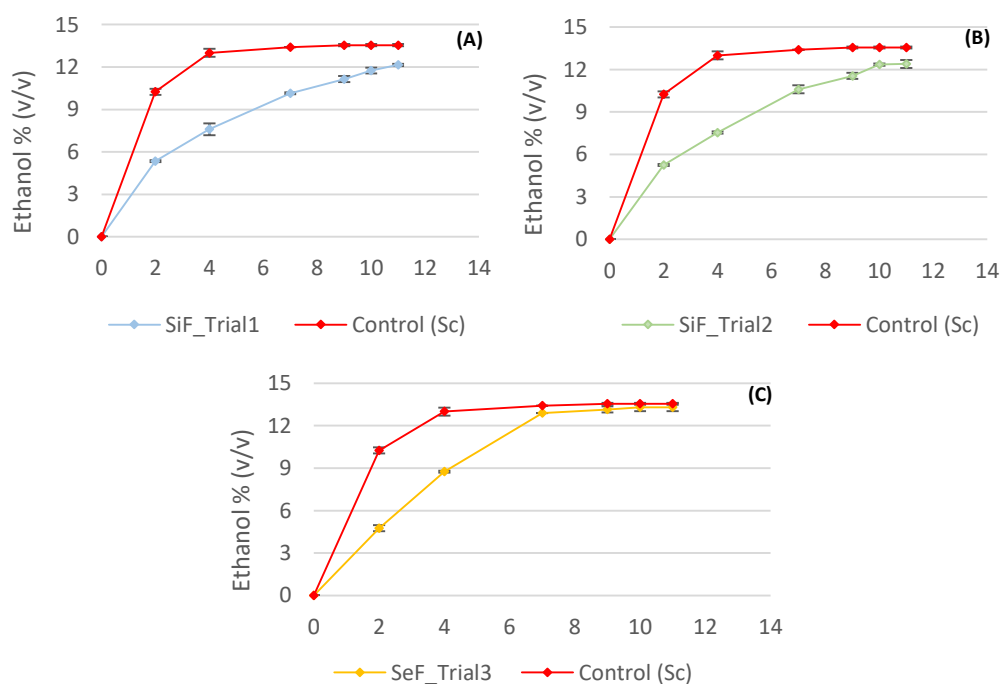 15
12
9
6
3
0
Ethanol % (v/v)
(A)
0 2 4 6 8 10 12 14
SiF_Trial1 Control (Sc)
15
12
9
6
3
0
Ethanol % (v/v)
(B)
0 2 4 6 8 10 12 14
SiF_Trial2 Control (Sc)
15
12
9
6
3
0
Ethanol % (v/v)
(C)
0 2 4 6 8 10 12 14
SeF_Trial3 Control (Sc)